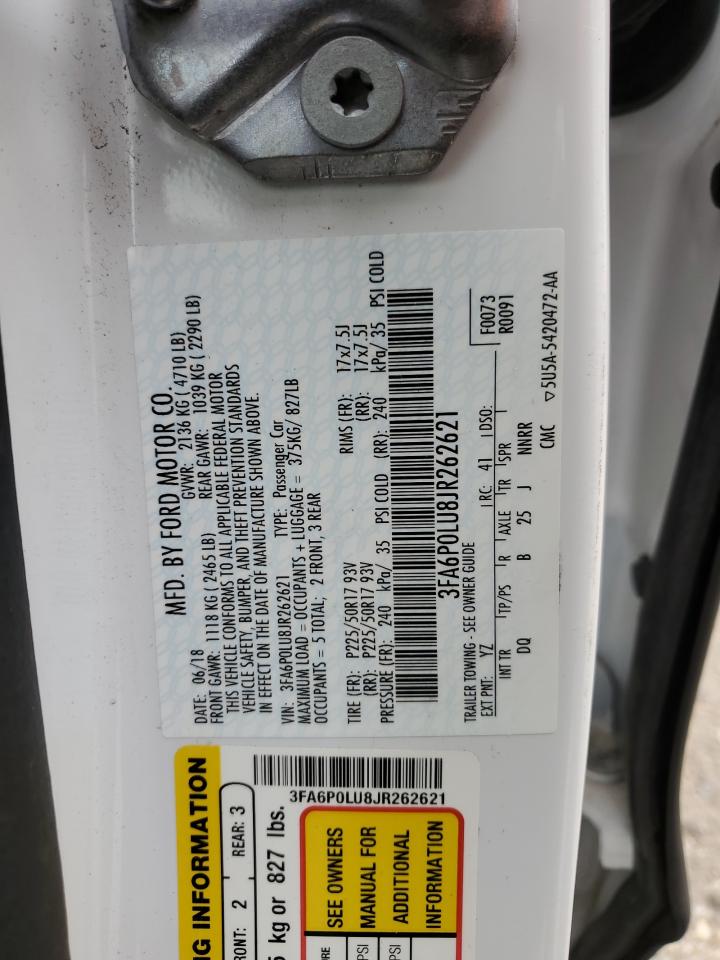 MFD. BY FORD MOTOR CO.
DATE: 06/18 GVWR: 2136 KG ( 4710 LB)
FRONT GAWR: 1118 KG ( 2465 LB) REAR GAWR: 1039 KG ( 2290 LB)
THIS VEHICLE CONFORMS TO ALL APPLICABLE FEDERAL MOTOR
VEHICLE SAFETY, BUMPER, AND THEFT PREVENTION STANDARDS
IN EFFECT ON THE DATE OF MANUFACTURE SHOWN ABOVE.
VIN: 3FA6P0LU8JR262621 TYPE: Passenger Car
MAXIMUM LOAD = OCCUPANTS + LUGGAGE = 375KG/ 827LB
OCCUPANTS = 5 TOTAL; 2 FRONT, 3 REAR
TIRE (FR): P225/50R17 93V RIMS (FR): 17x7.5J
(RR): P225/50R17 93V (RR): 17x7.5J
PRESSURE (FR): 240 kPa/ 35 PSI COLD (RR): 240 kPa/ 35 PSI COLD
3FA6P0LU8JR262621
TRAILER TOWING - SEE OWNER GUIDE F0073
EXT PNT: YZ RC: 41 DSO: R0091
INT TR TP/PS R AXLE TR SPR
DQ B 25 J NNRR
CMC ▽5U5A-5420472-AA
3FA6P0LU8JR262621
NG INFORMATION
RONT: 2 REAR: 3
kg or 827 lbs.
SEE OWNERS
MANUAL FOR
ADDITIONAL
INFORMATION
PSI
PSI